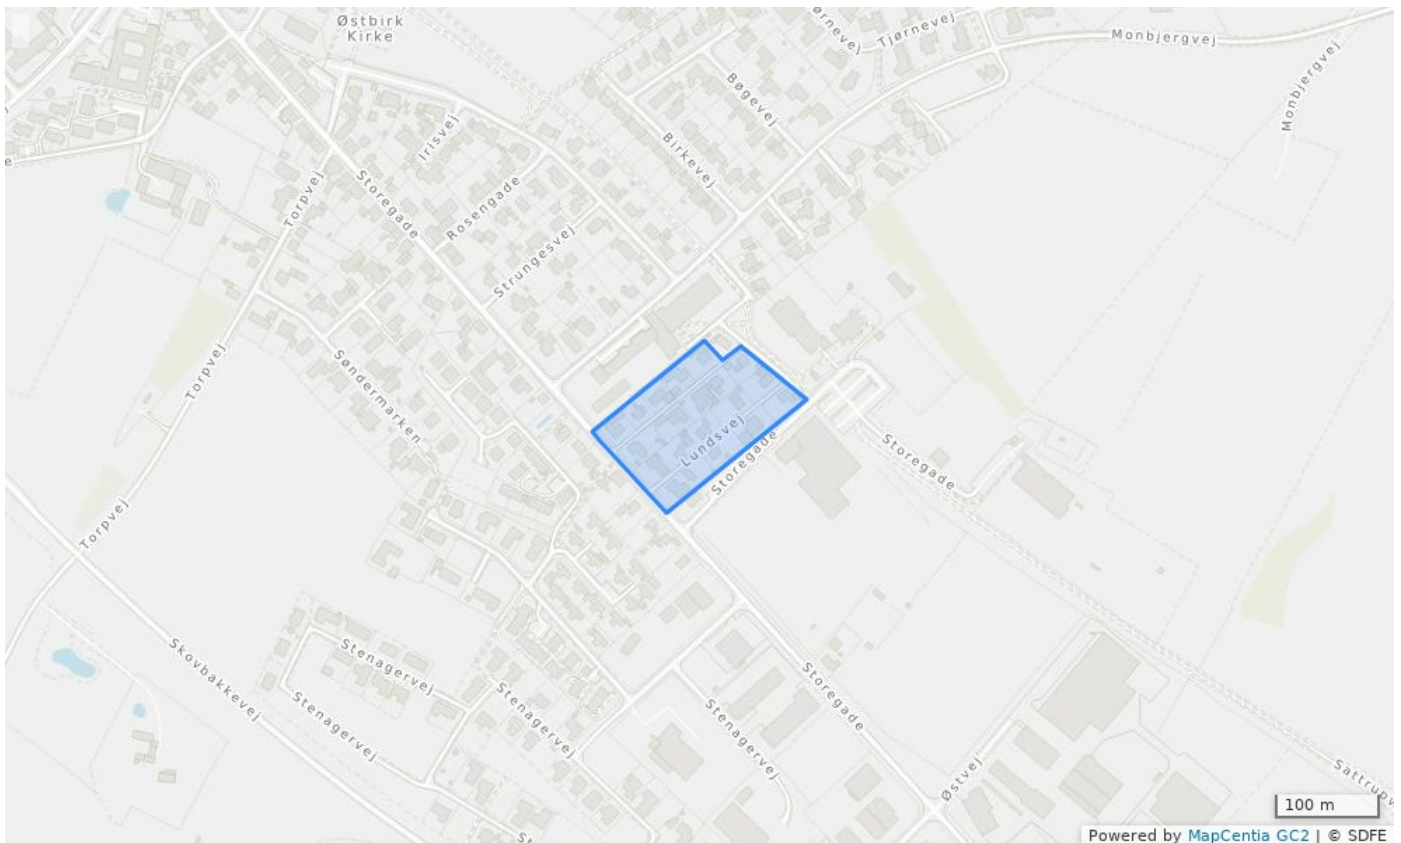 Østbirk
Kirke
Tjørnevej
Monbjergvej
Monbjergvej
Bøgevej
Birkevej
Irisvej
Storegade
Torpvej
Rosengade
Strungesvej
Søndermarken
Torpvej
Torpvej
Lundsvej
Storegade
Storegade
Skovbakkevej
Stenagervej
Stenagervej
Stenagervej
Stenagervej
Storegade
Østvej
Sattrupv
100 m
Powered by MapCentia GC2 | © SDFE